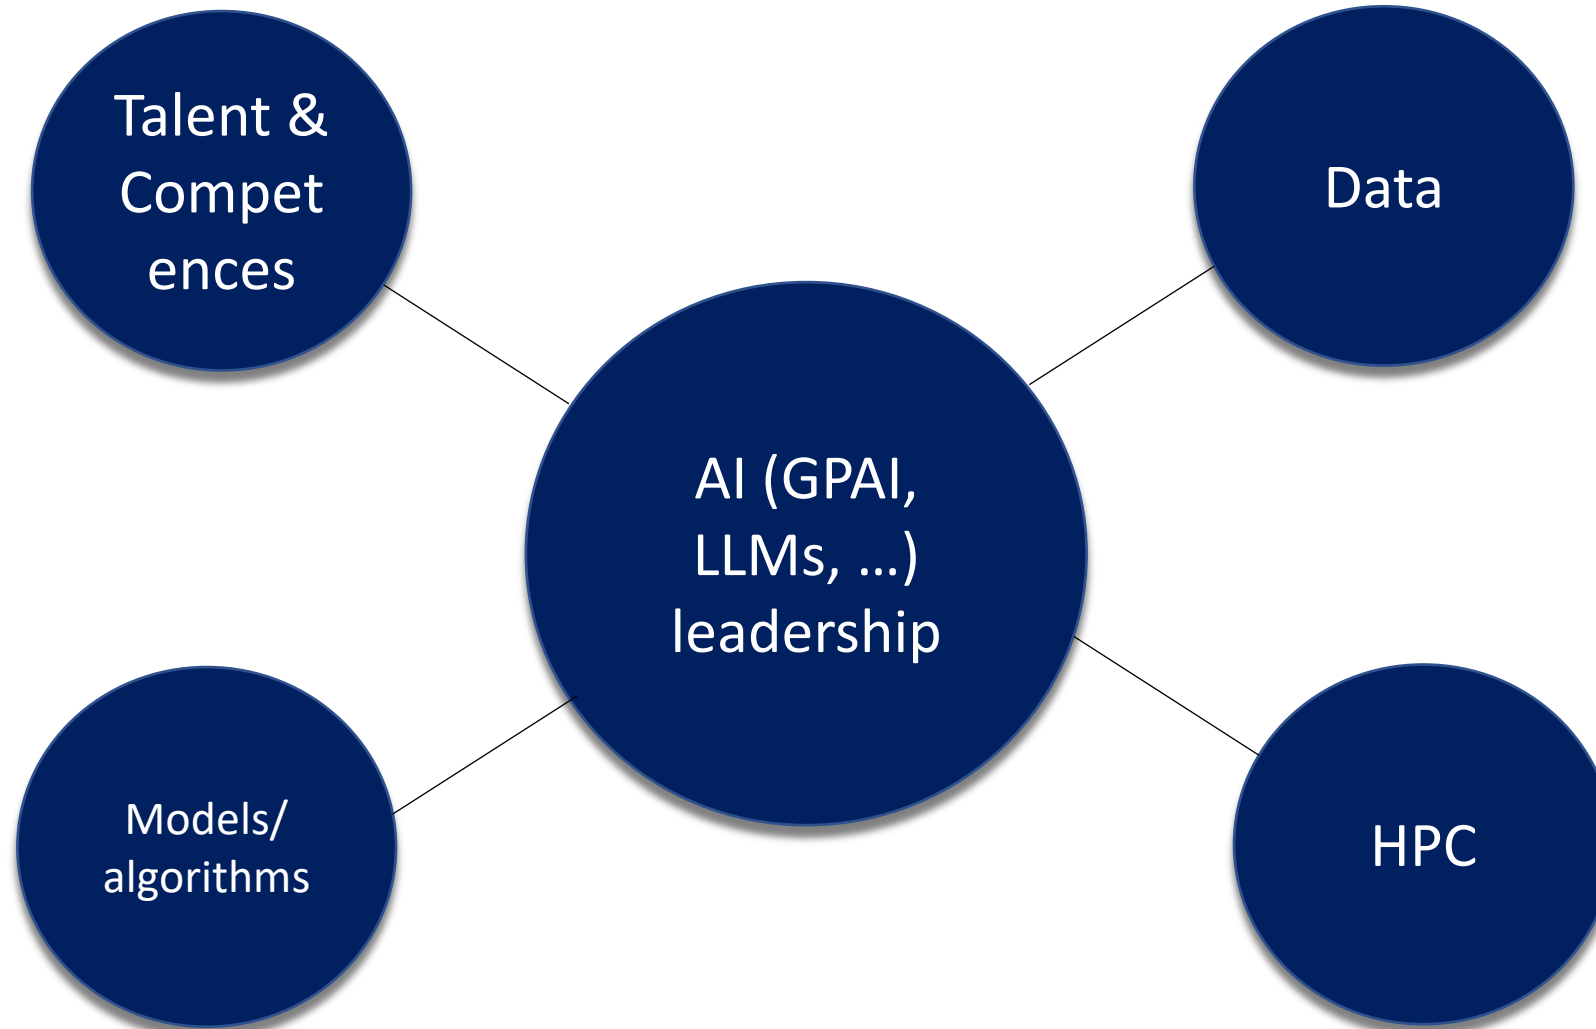 Talent &
Compet
ences
Data
AI (GPAI,
LLMs, …)
leadership
Models/
algorithms
HPC